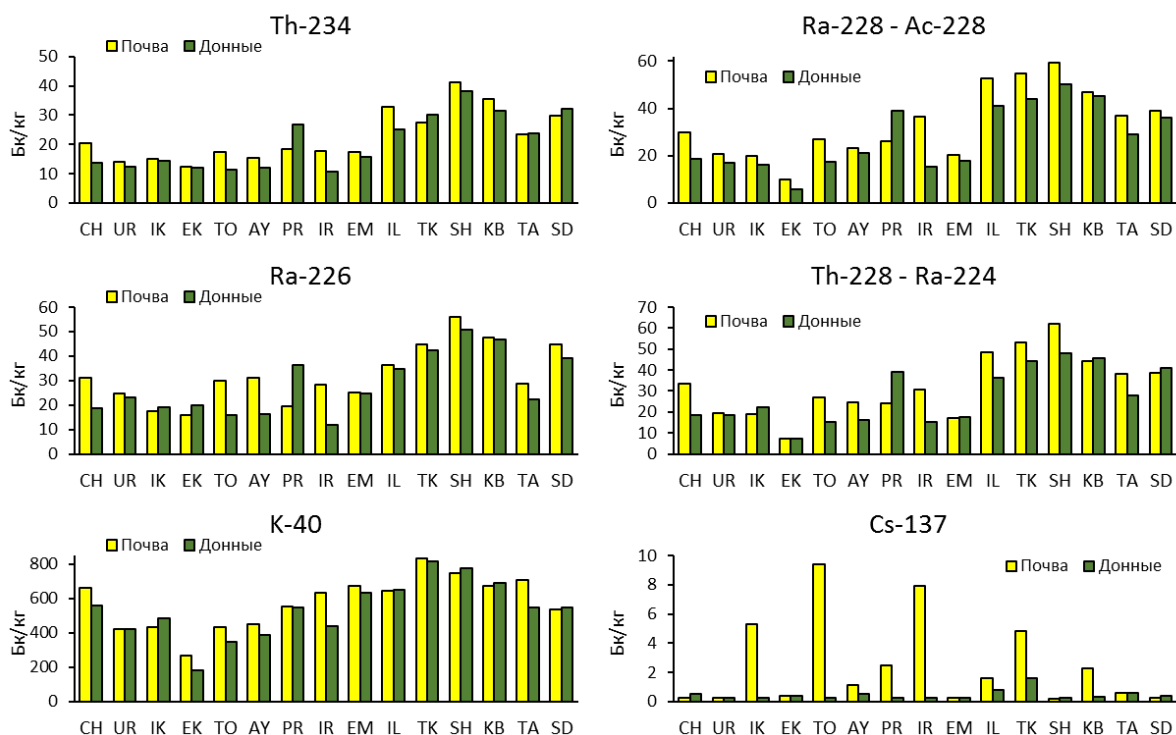 Th-234
Почва Донные
Бк/кг
50
40
30
20
10
0
CH UR IK EK TO AY PR IR EM IL TK SH KB TA SD
Ra-228 - Ac-228
Почва Донные
Бк/кг
60
40
20
0
CH UR IK EK TO AY PR IR EM IL TK SH KB TA SD
Ra-226
Почва Донные
Бк/кг
60
50
40
30
20
10
0
CH UR IK EK TO AY PR IR EM IL TK SH KB TA SD
Th-228 - Ra-224
Почва Донные
Бк/кг
70
60
50
40
30
20
10
0
CH UR IK EK TO AY PR IR EM IL TK SH KB TA SD
K-40
Почва Донные
Бк/кг
800
600
400
200
0
CH UR IK EK TO AY PR IR EM IL TK SH KB TA SD
Cs-137
Почва Донные
Бк/кг
10
8
6
4
2
0
CH UR IK EK TO AY PR IR EM IL TK SH KB TA SD